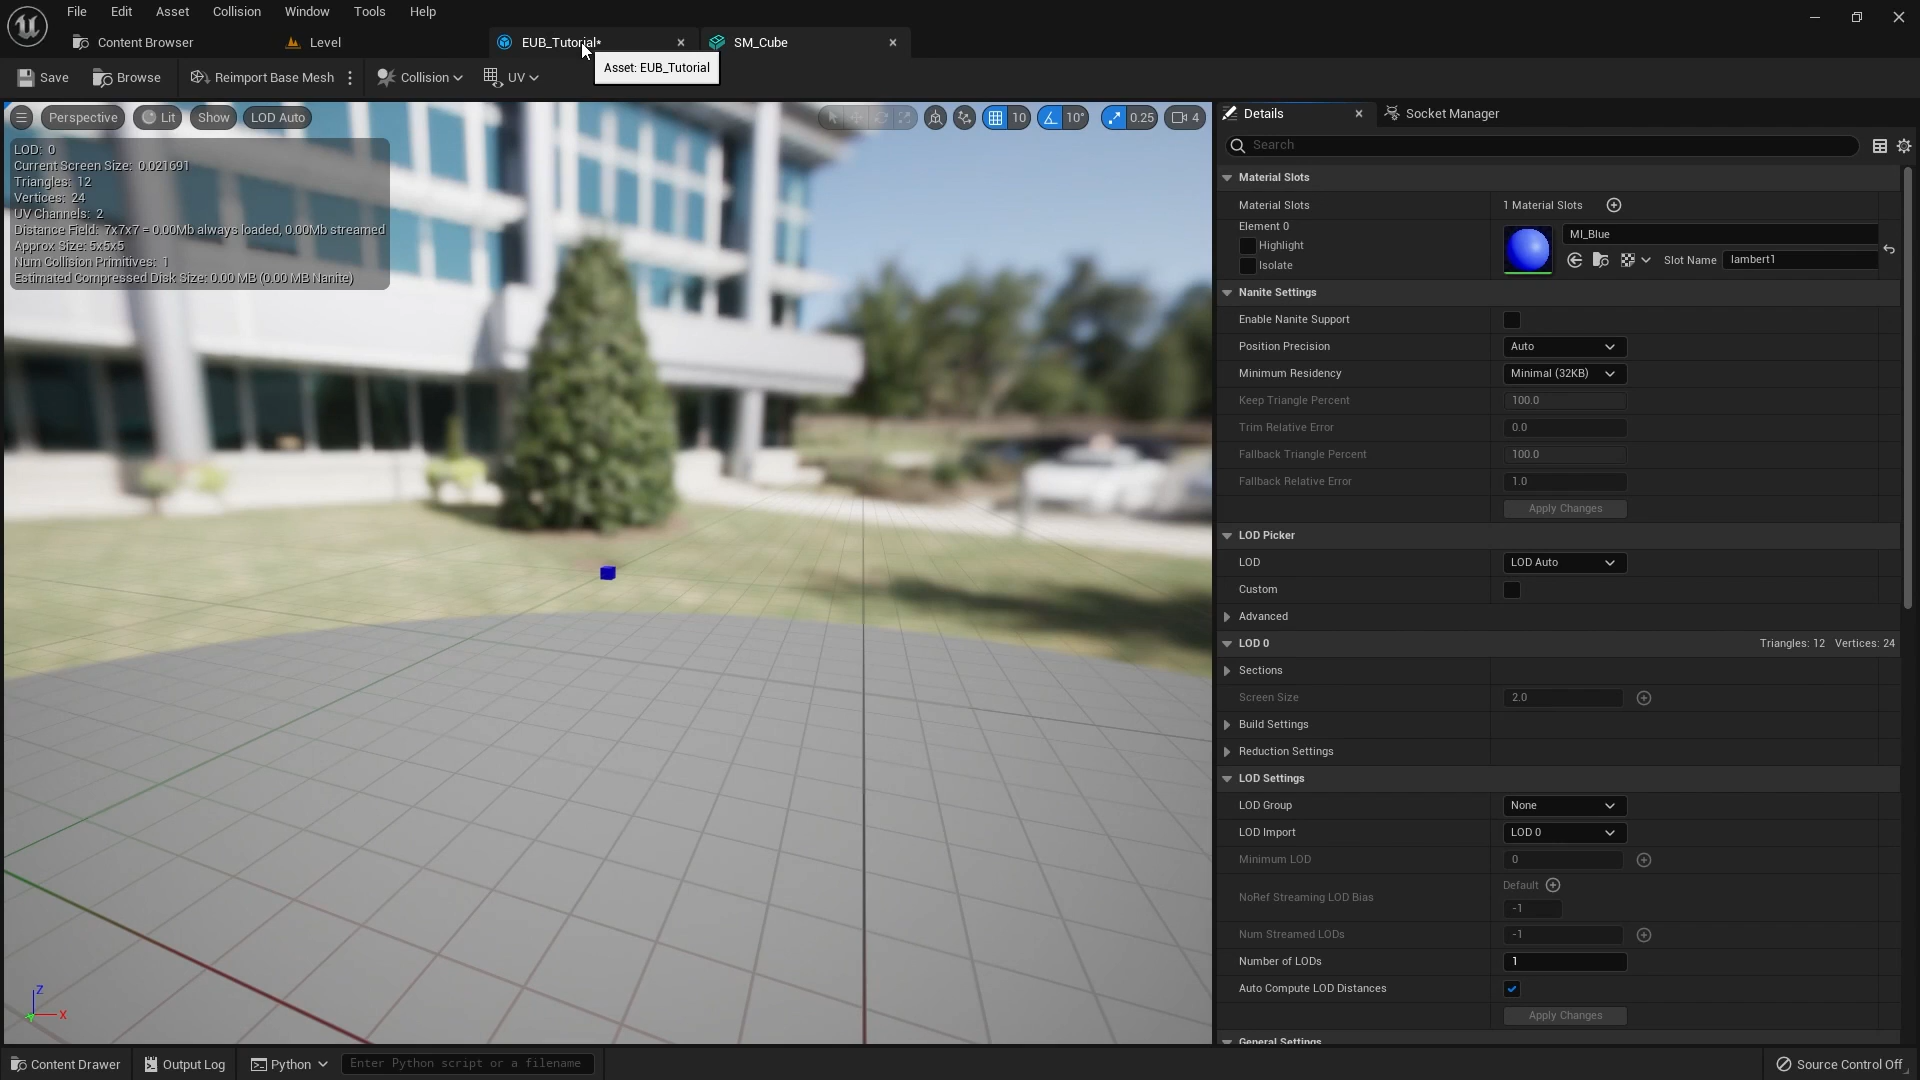 File Edit Asset Collision Window Tools Help
Content Browser Level EUB_Tutorial* SM_Cube
Asset: EUB_Tutorial
Save Browse Reimport Base Mesh Collision UV
Perspective Lit Show LOD Auto 10 10° 0.25 4
LOD: 0
Current Screen Size: 0.021691
Triangles: 12
Vertices: 24
UV Channels: 2
Distance Field: 7x7x7 = 0.00Mb always loaded, 0.00Mb streamed
Approx Size: 5x5x5
Num Collision Primitives: 1
Estimated Compressed Disk Size: 0.00 MB (0.00 MB Nanite)
Z
X
Details Socket Manager
Search
Material Slots
Material Slots 1 Material Slots
Element 0
Highlight
Isolate
MI_Blue
Slot Name lambert1
Nanite Settings
Enable Nanite Support
Position Precision Auto
Minimum Residency Minimal (32KB)
Keep Triangle Percent 100.0
Trim Relative Error 0.0
Fallback Triangle Percent 100.0
Fallback Relative Error 1.0
Apply Changes
LOD Picker
LOD LOD Auto
Custom
Advanced
LOD 0 Triangles: 12 Vertices: 24
Sections
Screen Size 2.0
Build Settings
Reduction Settings
LOD Settings
LOD Group None
LOD Import LOD 0
Minimum LOD 0
NoRef Streaming LOD Bias Default
-1
Num Streamed LODs -1
Number of LODs 1
Auto Compute LOD Distances
Apply Changes
General Settings
Content Drawer Output Log Python Enter Python script or a filename Source Control Off